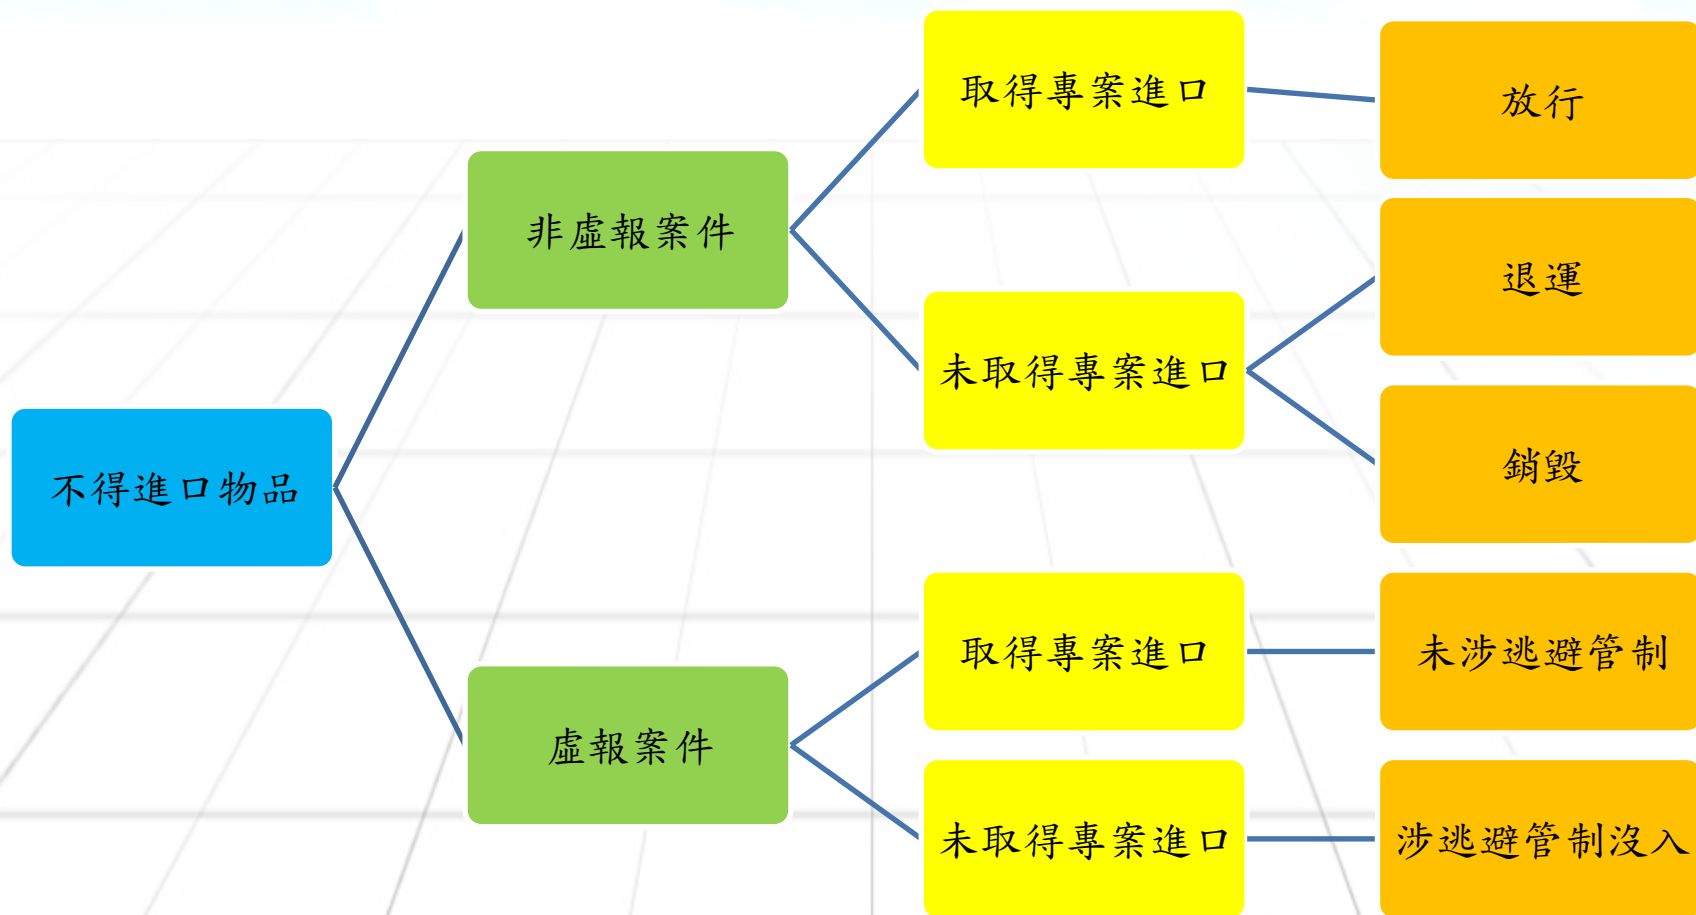 不得進口物品
非虛報案件
取得專案進口
放行
未取得專案進口
退運
銷毀
虛報案件
取得專案進口
未涉逃避管制
未取得專案進口
涉逃避管制沒入